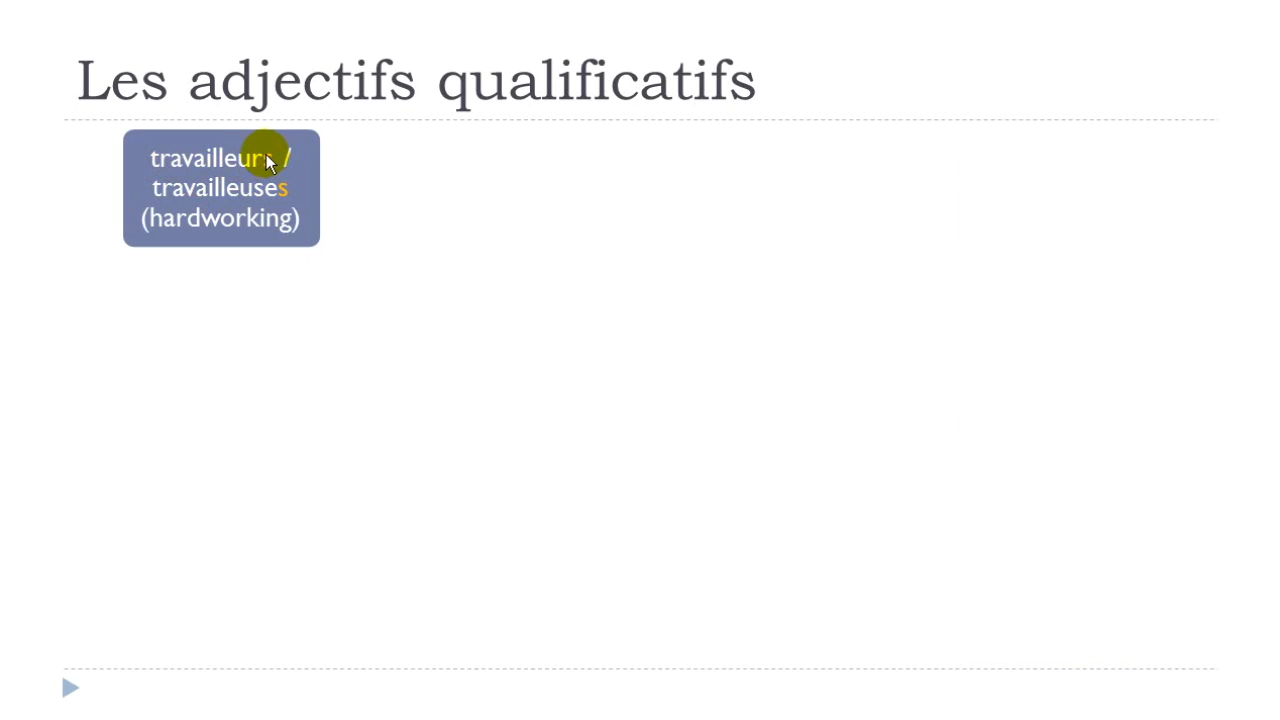 Les adjectifs qualificatifs
travailleurs /
travailleuses
(hardworking)